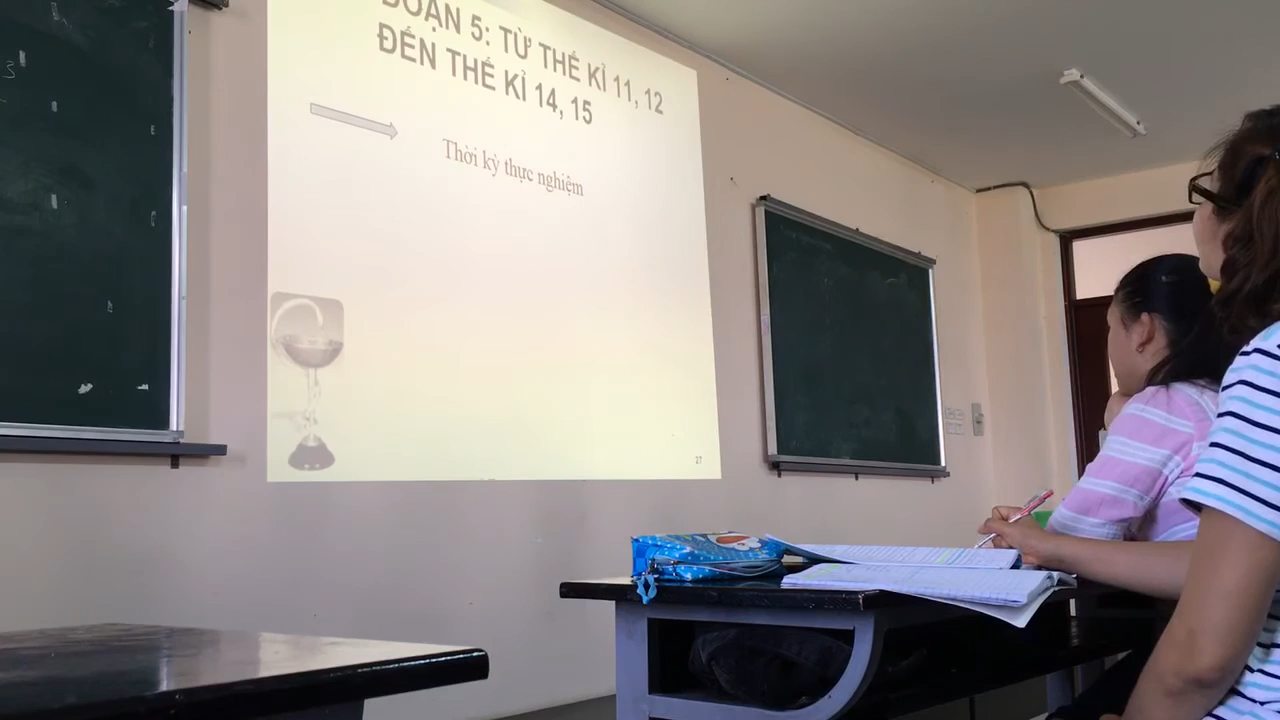 ĐOẠN 5: TỪ THẾ KỈ 11, 12
ĐẾN THẾ KỈ 14, 15
Thời kỳ thực nghiệm
27